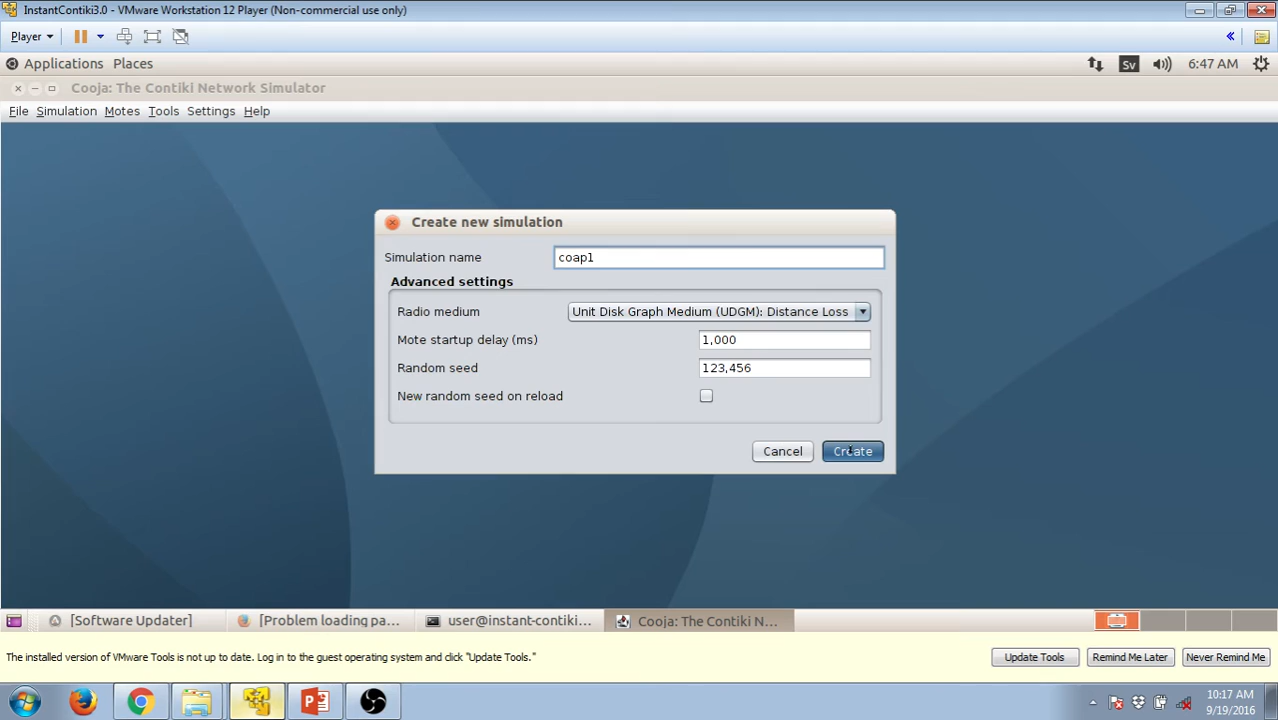 InstantContiki3.0 - VMware Workstation 12 Player (Non-commercial use only)
Player
Applications Places Sv 6:47 AM
Cooja: The Contiki Network Simulator
File Simulation Motes Tools Settings Help
Create new simulation
Simulation name coap1
Advanced settings
Radio medium Unit Disk Graph Medium (UDGM): Distance Loss
Mote startup delay (ms) 1,000
Random seed 123,456
New random seed on reload
Cancel Create
[Software Updater] [Problem loading pa... user@instant-contiki... Cooja: The Contiki N...
The installed version of VMware Tools is not up to date. Log in to the guest operating system and click "Update Tools." Update Tools Remind Me Later Never Remind Me
10:17 AM
9/19/2016